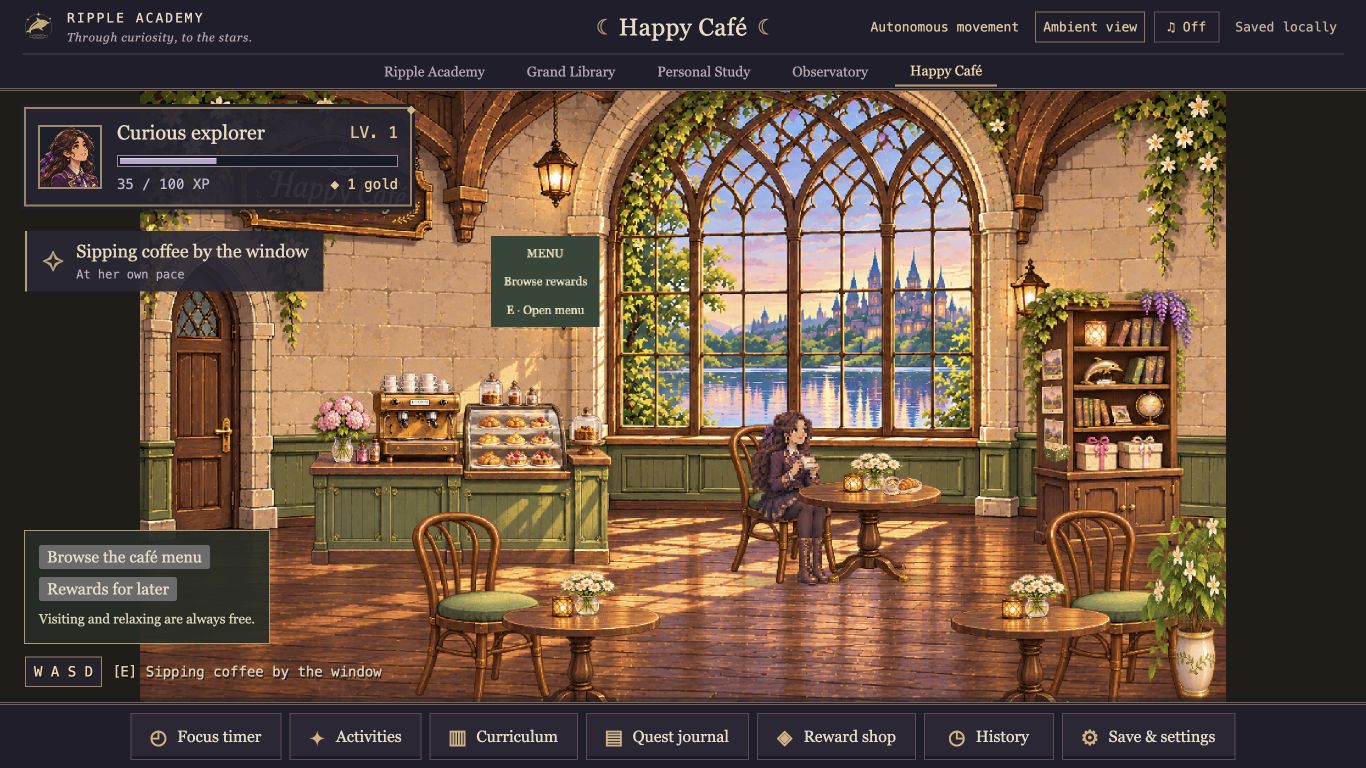 RIPPLE ACADEMY
Through curiosity, to the stars.
Happy Café
Autonomous movement
Ambient view
♫ Off
Saved locally
Ripple Academy
Grand Library
Personal Study
Observatory
Happy Café
Curious explorer
LV. 1
35 / 100 XP
◆ 1 gold
Happy Café
Sipping coffee by the window
At her own pace
MENU
Browse rewards
E · Open menu
Browse the café menu
Rewards for later
Visiting and relaxing are always free.
W A S D
[E] Sipping coffee by the window
Focus timer
Activities
Curriculum
Quest journal
Reward shop
History
Save & settings